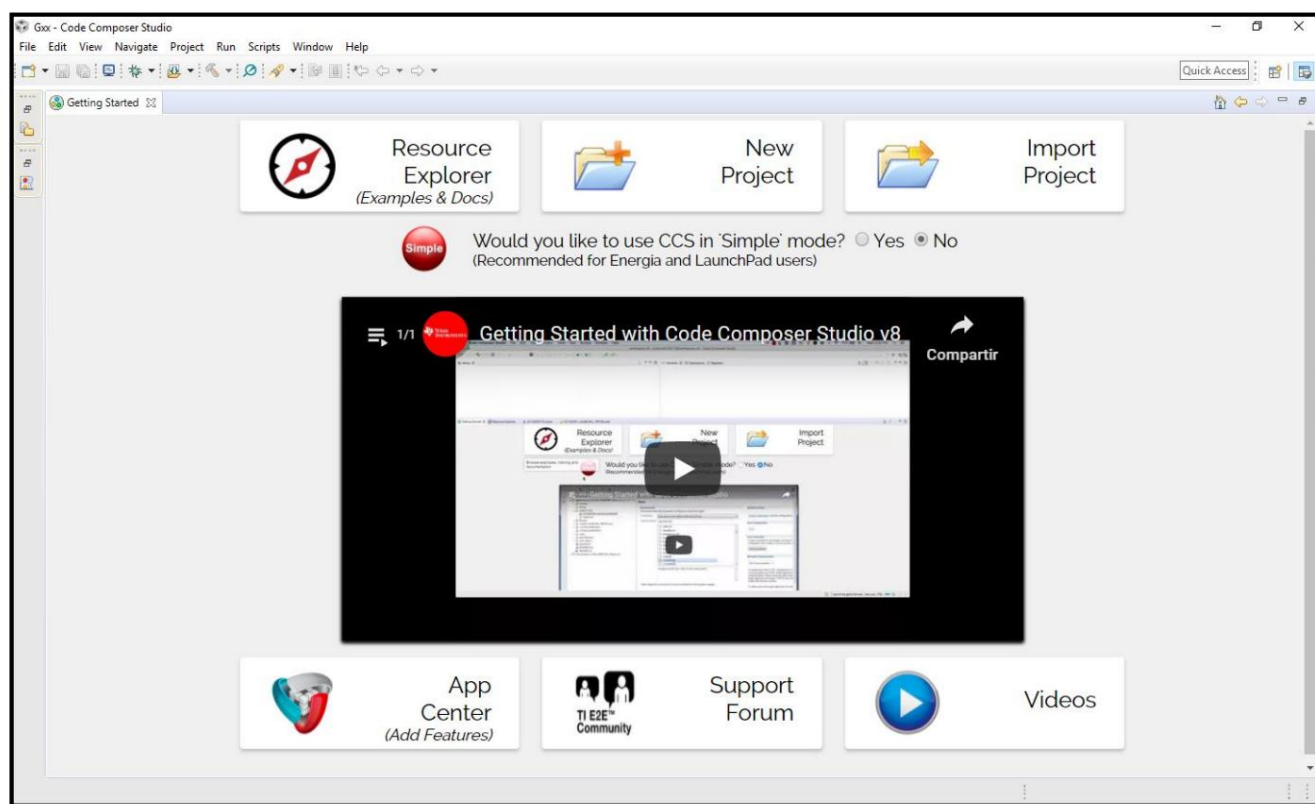 Gxx - Code Composer Studio
File Edit View Navigate Project Run Scripts Window Help
Quick Access
Getting Started
Resource
Explorer
(Examples & Docs)
New
Project
Import
Project
Simple
Would you like to use CCS in 'Simple' mode? Yes No
(Recommended for Energia and LaunchPad users)
1/1 Getting Started with Code Composer Studio v8
Compartir
Resource
Explorer
(Examples & Docs)
New
Project
Import
Project
App
Center
(Add Features)
TI E2E™
Community
Support
Forum
Videos